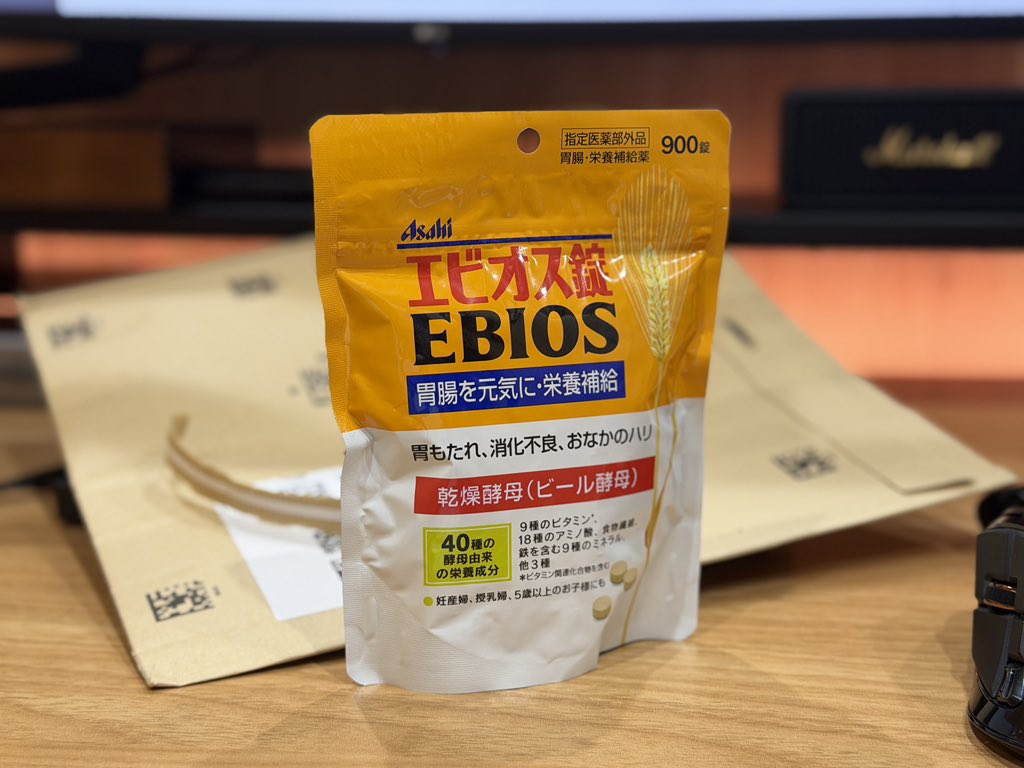 指定医薬部外品
胃腸・栄養補給薬
900錠
Asahi
エビオス錠
EBIOS
胃腸を元気に・栄養補給
胃もたれ、消化不良、おなかのハリ
乾燥酵母(ビール酵母)
40種の
酵母由来
の栄養成分
9種のビタミン*、
18種のアミノ酸、食物繊維、
鉄を含む9種のミネラル、
他3種
*ビタミン関連化合物を含む
妊産婦、授乳婦、5歳以上のお子様にも
Marshall